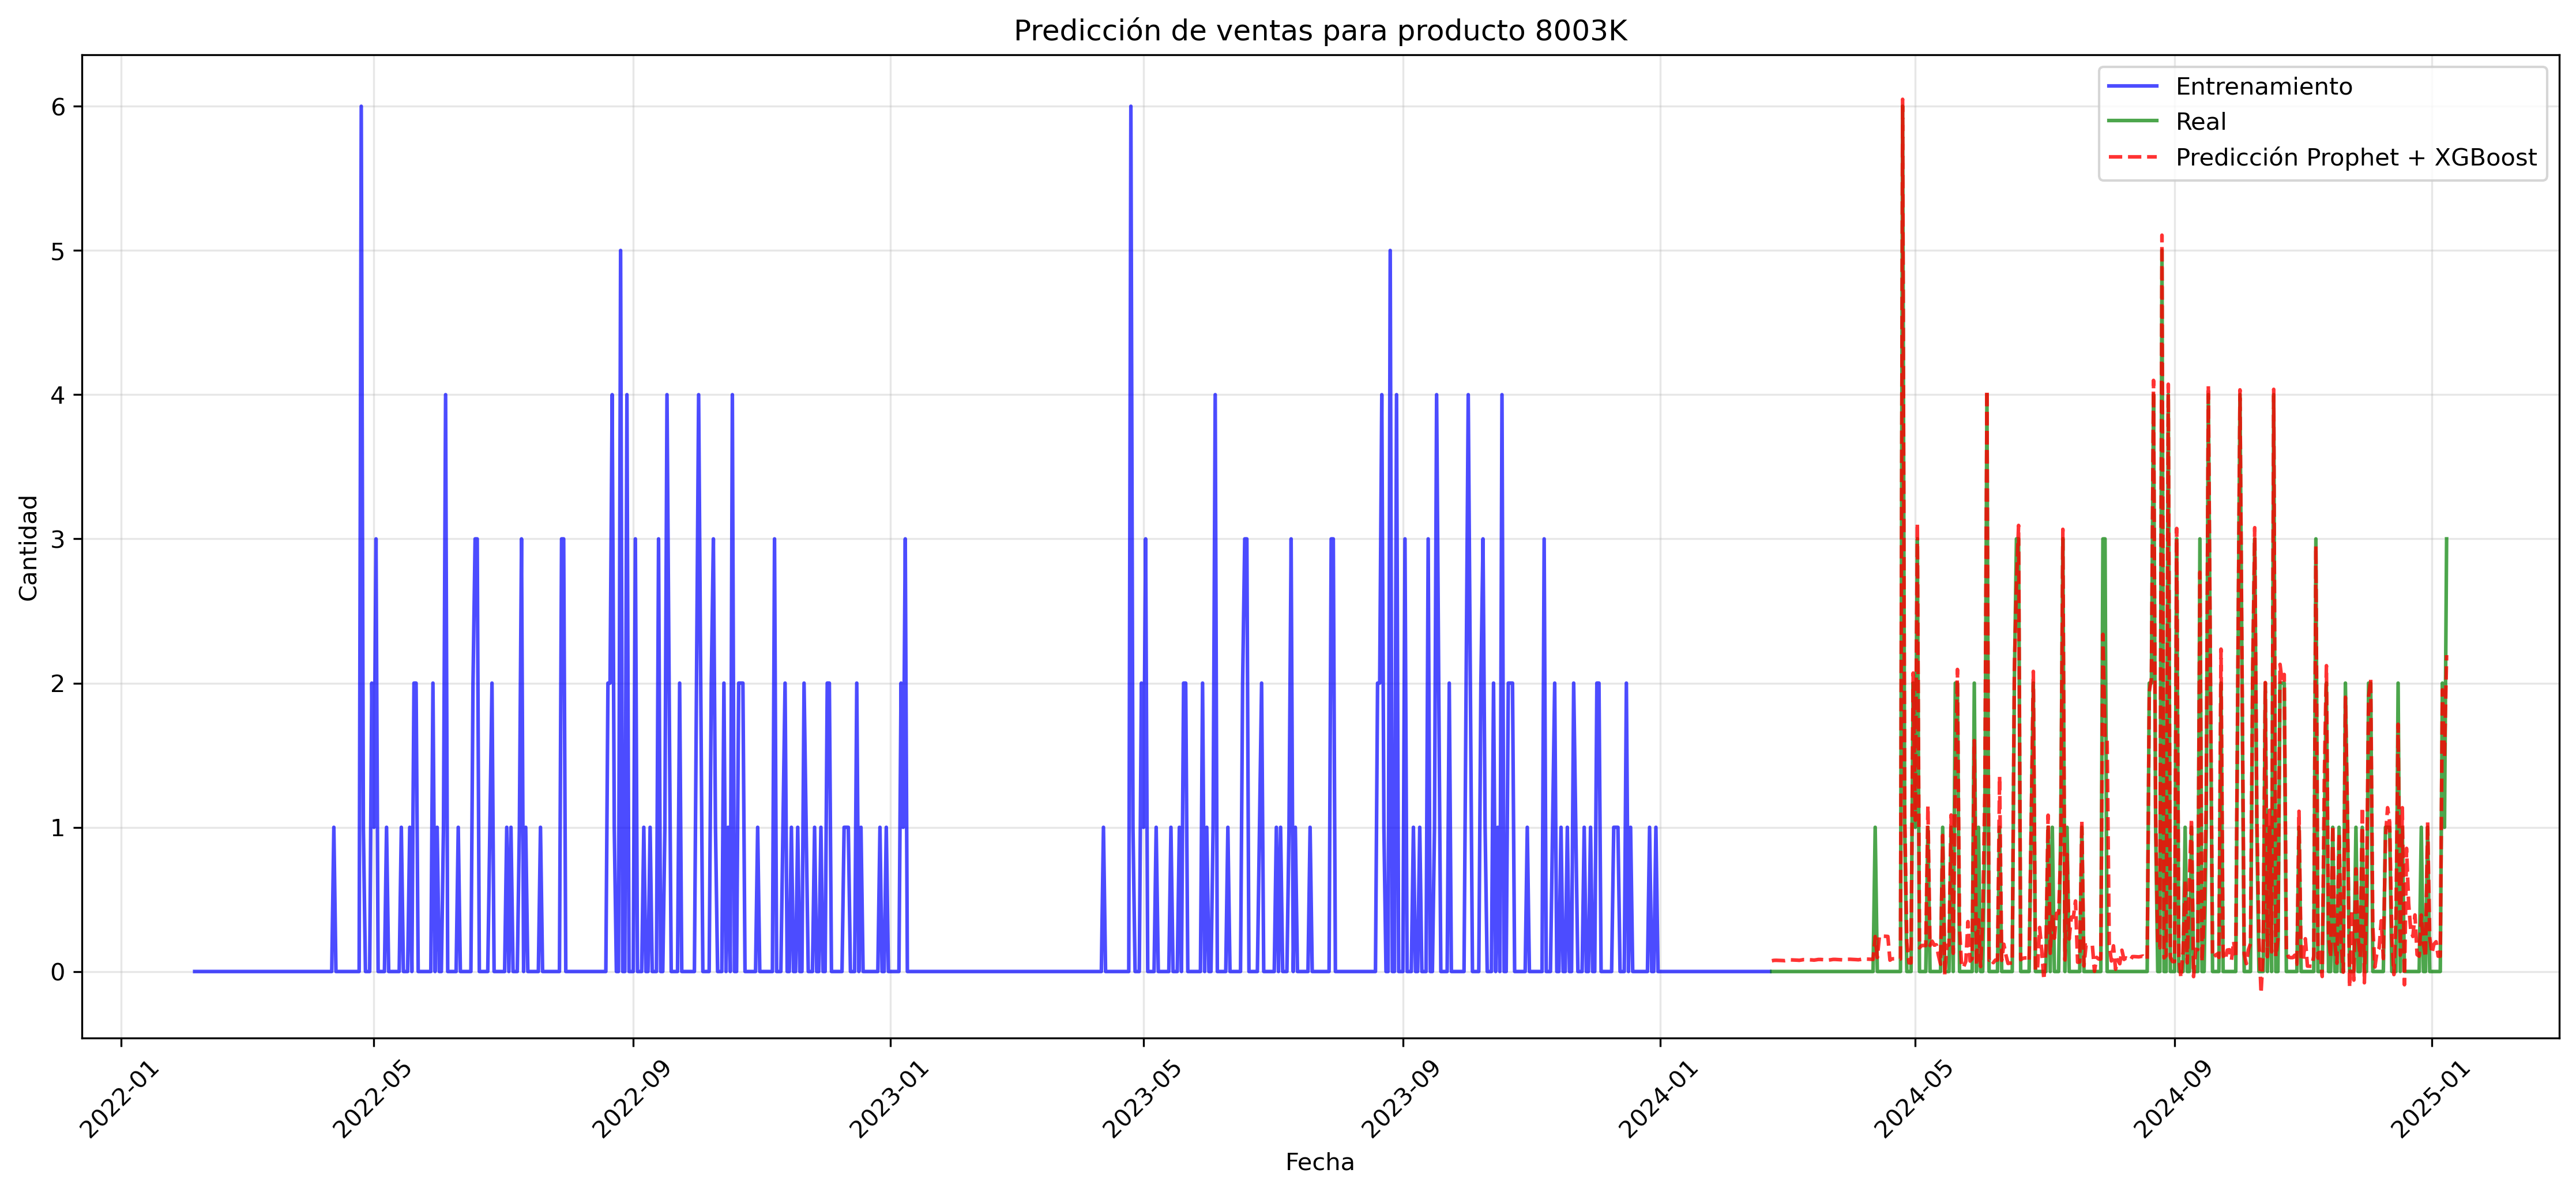 Predicción de ventas para producto 8003K
Entrenamiento
Real
Predicción Prophet + XGBoost
Cantidad
6
5
4
3
2
1
0
2022-01
2022-05
2022-09
2023-01
2023-05
2023-09
2024-01
2024-05
2024-09
2025-01
Fecha